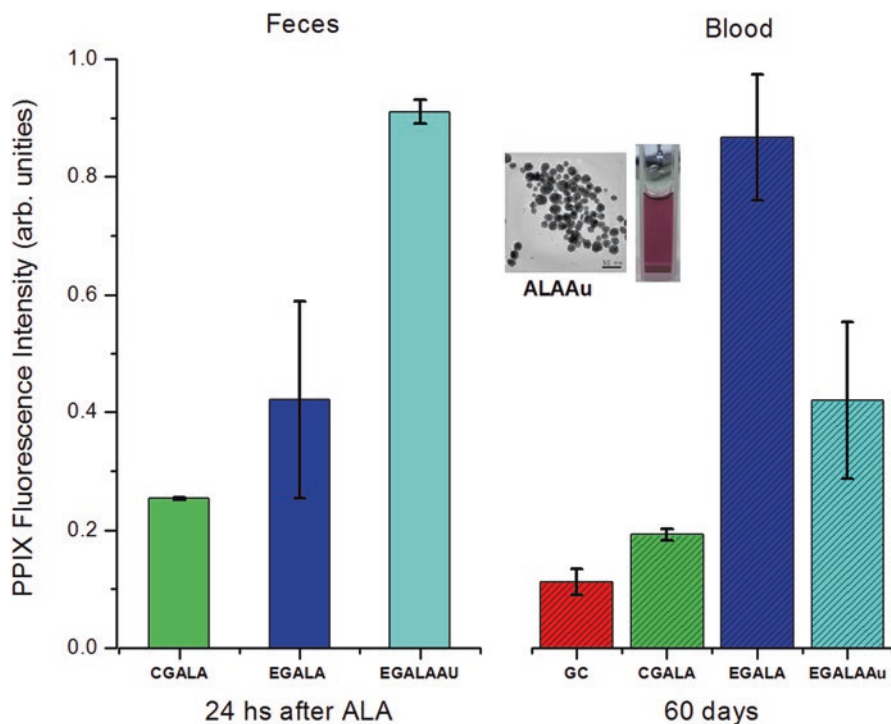 Feces
Blood
PPIX Fluorescence Intensity (arb. unities)
1.0
0.8
0.6
0.4
0.2
0.0
ALAAu
CGALA EGALA EGALAAU
GC CGALA EGALA EGALAAu
24 hs after ALA
60 days